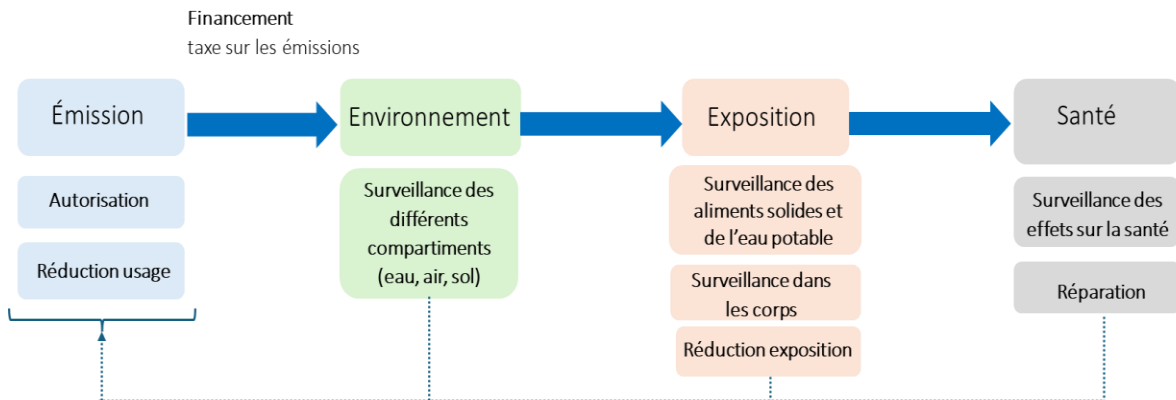 Financement
taxe sur les émissions
Émission
Environnement
Exposition
Santé
Autorisation
Réduction usage
Surveillance des
différents
compartiments
(eau, air, sol)
Surveillance des
aliments solides et
de l’eau potable
Surveillance dans
les corps
Réduction exposition
Surveillance des
effets sur la santé
Réparation